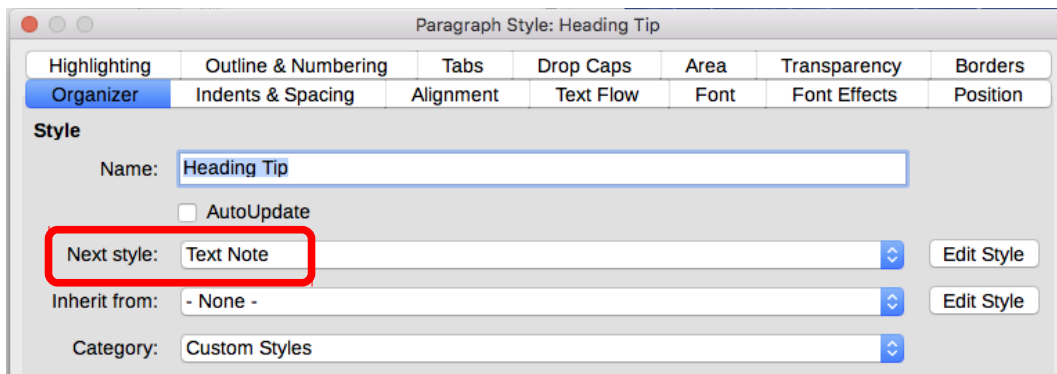 Paragraph Style: Heading Tip
Highlighting Outline & Numbering Tabs Drop Caps Area Transparency Borders
Organizer Indents & Spacing Alignment Text Flow Font Font Effects Position
Style
Name: Heading Tip
AutoUpdate
Next style: Text Note Edit Style
Inherit from: - None - Edit Style
Category: Custom Styles